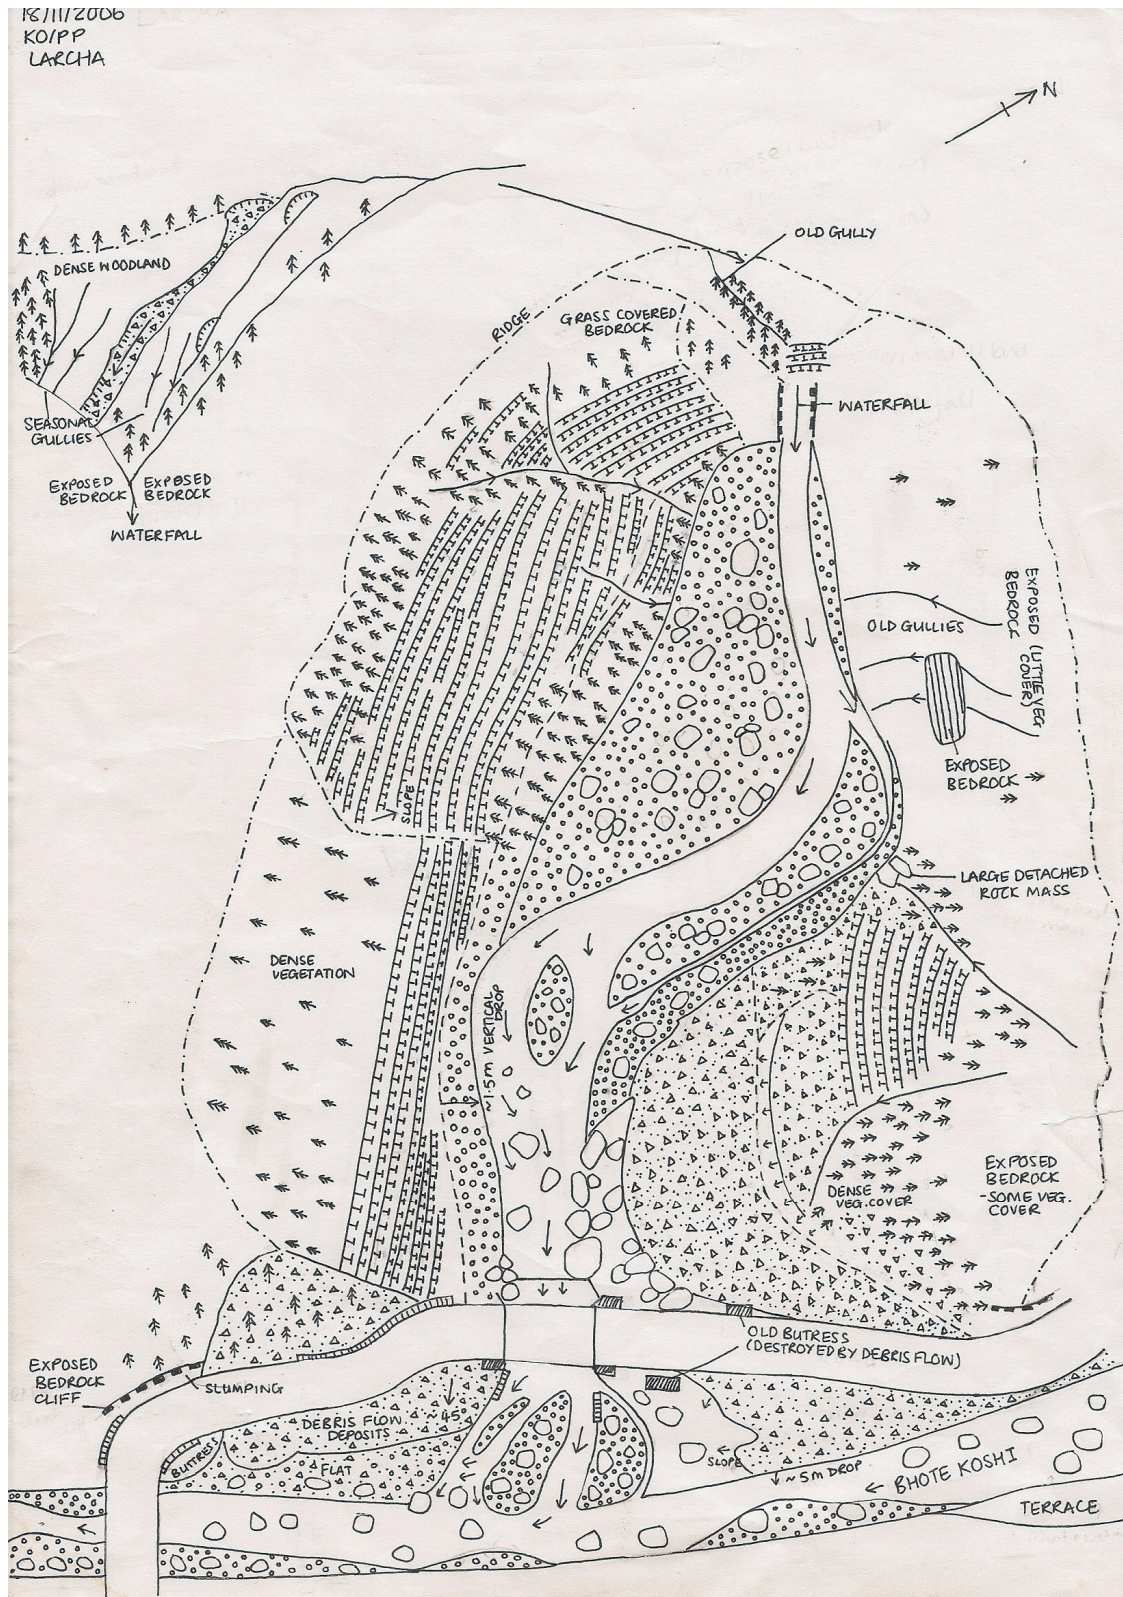 18/11/2006
KO/PP
LARCHA
N
OLD GULLY
DENSE WOODLAND
RIDGE
GRASS COVERED
BEDROCK
WATERFALL
SEASONAL
GULLIES
EXPOSED
BEDROCK
EXPOSED
BEDROCK
WATERFALL
EXPOSED (LITTLE VEG
BEDROCK COVER)
OLD GULLIES
EXPOSED
BEDROCK
SLOPE
LARGE DETACHED
ROCK MASS
DENSE
VEGETATION
~1.5m VERTICAL
DROP
EXPOSED
BEDROCK
-SOME VEG.
COVER
DENSE
VEG.COVER
OLD BUTRESS
(DESTROYED BY DEBRIS FLOW)
EXPOSED
BEDROCK
CLIFF
SLUMPING
DEBRIS FLOW ~45
DEPOSITS
BUTRESS
FLAT
SLOPE
~5m DROP
BHOTE KOSHI
TERRACE